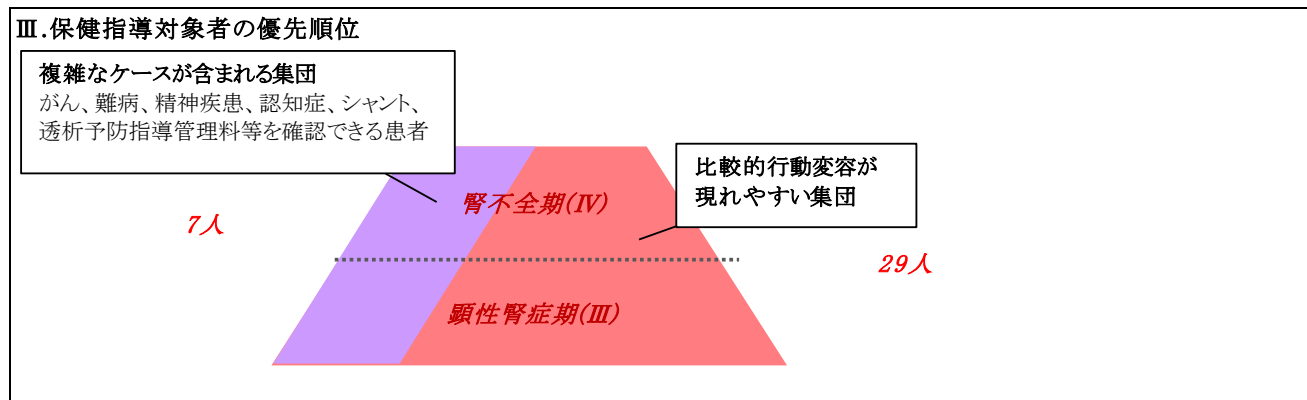 Ⅲ.保健指導対象者の優先順位
複雑なケースが含まれる集団
がん、難病、精神疾患、認知症、シャント、
透析予防指導管理料等を確認できる患者
比較的行動変容が
現れやすい集団
腎不全期(Ⅳ)
7人
29人
顕性腎症期(Ⅲ)